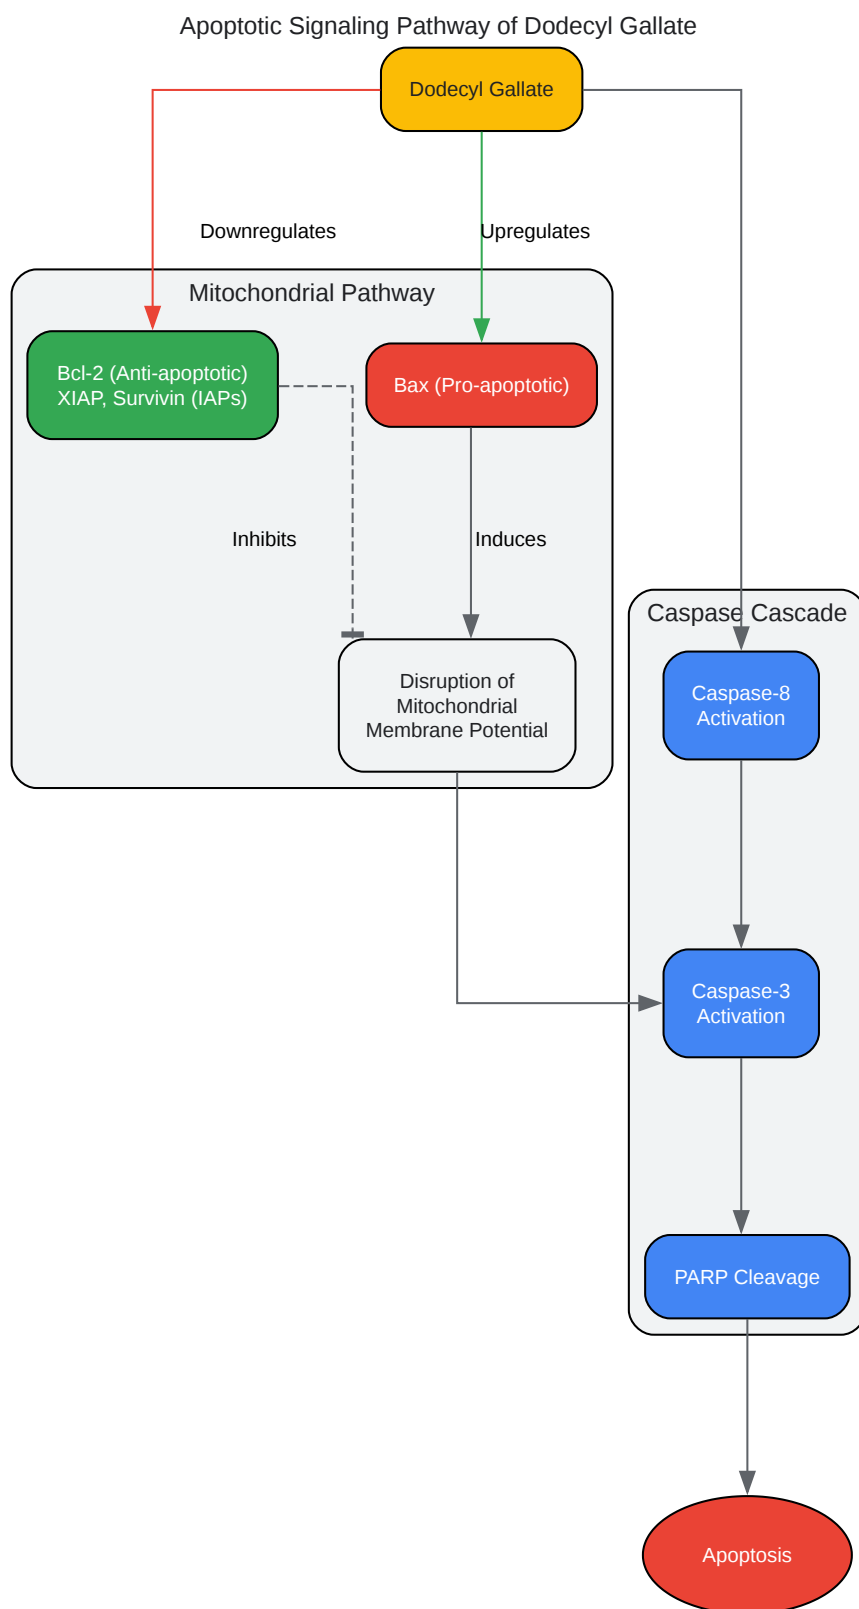 Apoptotic Signaling Pathway of Dodecyl Gallate
Dodecyl Gallate
Downregulates
Upregulates
Mitochondrial Pathway
Bcl-2 (Anti-apoptotic)
XIAP, Survivin (IAPs)
Bax (Pro-apoptotic)
Inhibits
Induces
Disruption of
Mitochondrial
Membrane Potential
Caspase Cascade
Caspase-8
Activation
Caspase-3
Activation
PARP Cleavage
Apoptosis